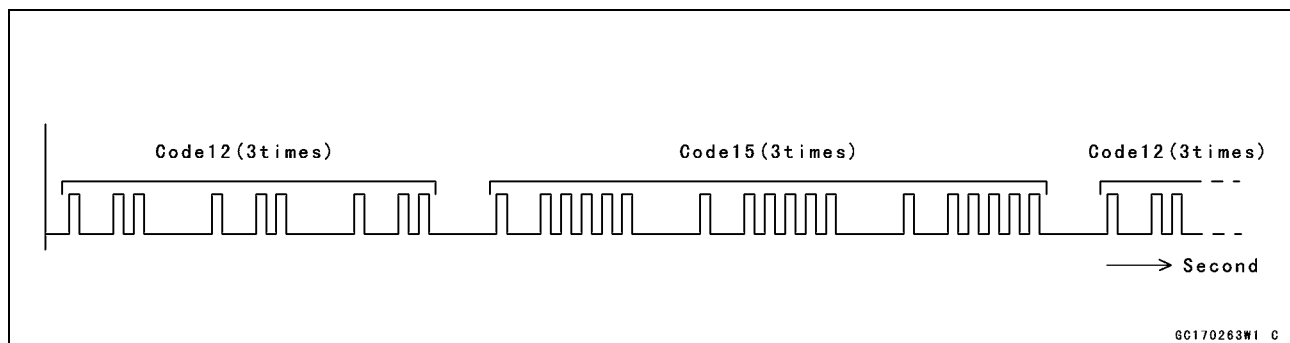 Code12(3times)
Code15(3times)
Code12(3times)
Second
GC170263W1 C